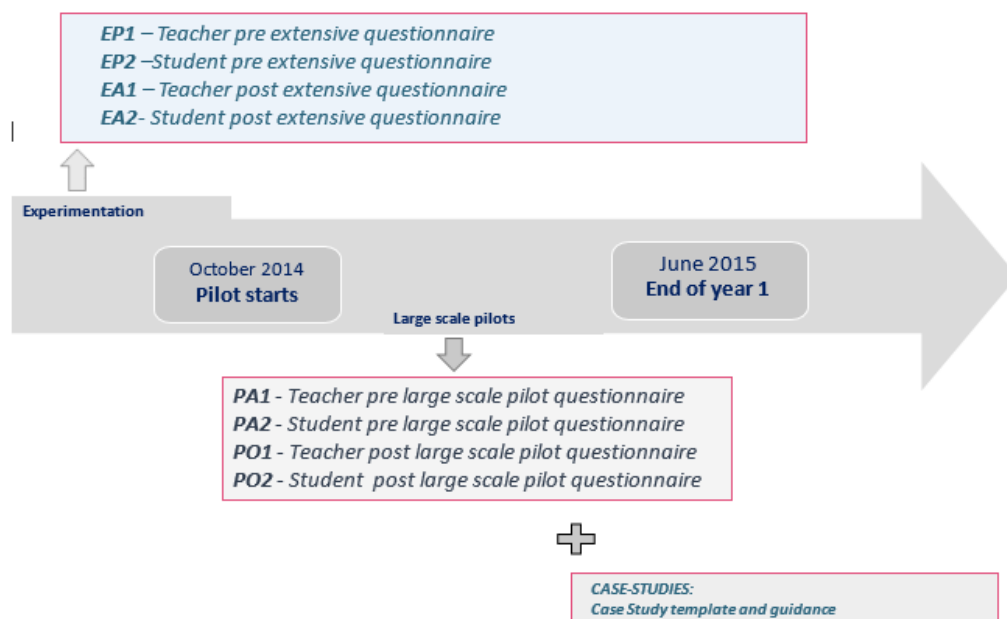 EP1 – Teacher pre extensive questionnaire
EP2 –Student pre extensive questionnaire
EA1 – Teacher post extensive questionnaire
EA2- Student post extensive questionnaire
Experimentation
October 2014
Pilot starts
June 2015
End of year 1
Large scale pilots
PA1 - Teacher pre large scale pilot questionnaire
PA2 - Student pre large scale pilot questionnaire
PO1 - Teacher post large scale pilot questionnaire
PO2 - Student post large scale pilot questionnaire
CASE-STUDIES:
Case Study template and guidance